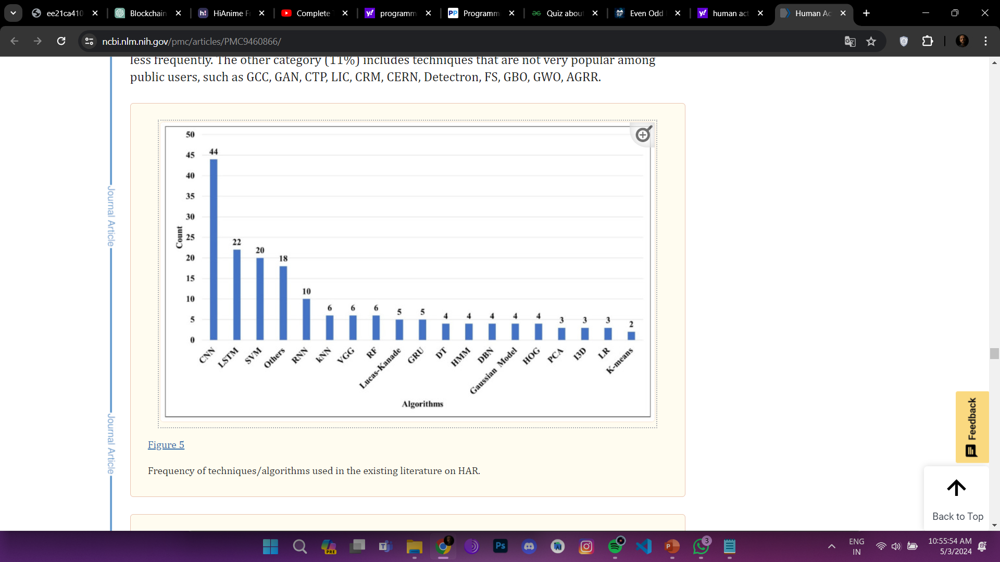 ee21ca410
Blockchain
HiAnime Fr
Complete
programm
Programm
Quiz abou
Even Odd
human act
Human Ac
ncbi.nlm.nih.gov/pmc/articles/PMC9460866/
less frequently. The other category (11%) includes techniques that are not very popular among
public users, such as GCC, GAN, CTP, LIC, CRM, CERN, Detectron, FS, GBO, GWO, AGRR.
Journal Article
Journal Article
50
45
40
35
30
25
20
15
10
5
0
Count
44
22
20
18
10
6
6
6
5
5
4
4
4
4
4
3
3
3
2
CNN
LSTM
SVM
Others
RNN
kNN
VGG
RF
Lucas-Kanade
GRU
DT
HMM
DBN
Gaussian Model
HOG
PCA
I3D
LR
K-means
Algorithms
Figure 5
Frequency of techniques/algorithms used in the existing literature on HAR.
Feedback
Back to Top
PRE
Ps
3
ENG
IN
10:55:54 AM
5/3/2024